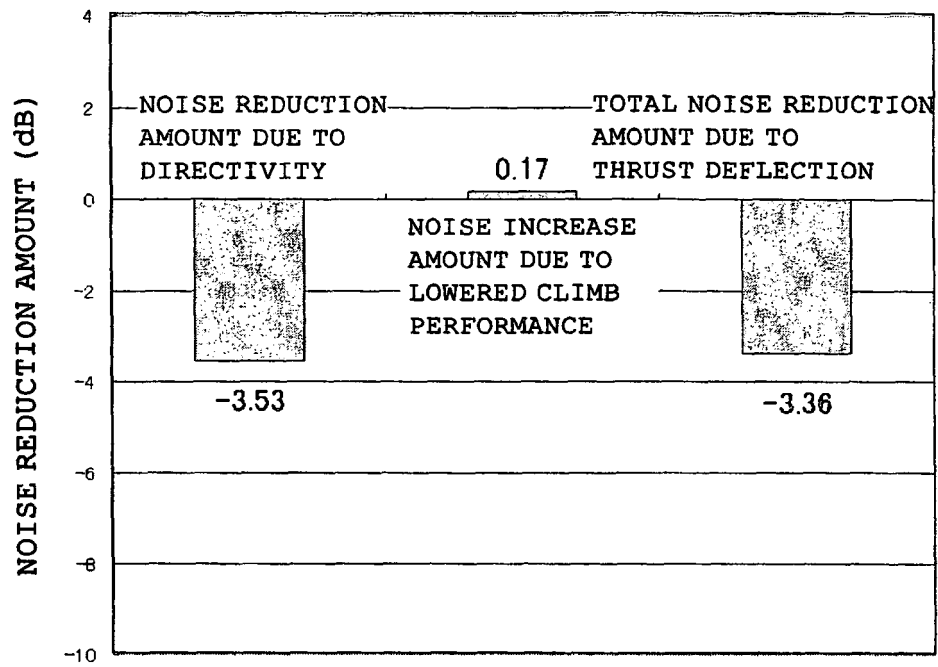 NOISE REDUCTION AMOUNT (dB)
4
2
0
-2
-4
-6
-8
-10
NOISE REDUCTION
AMOUNT DUE TO
DIRECTIVITY
-3.53
0.17
NOISE INCREASE
AMOUNT DUE TO
LOWERED CLIMB
PERFORMANCE
TOTAL NOISE REDUCTION
AMOUNT DUE TO
THRUST DEFLECTION
-3.36